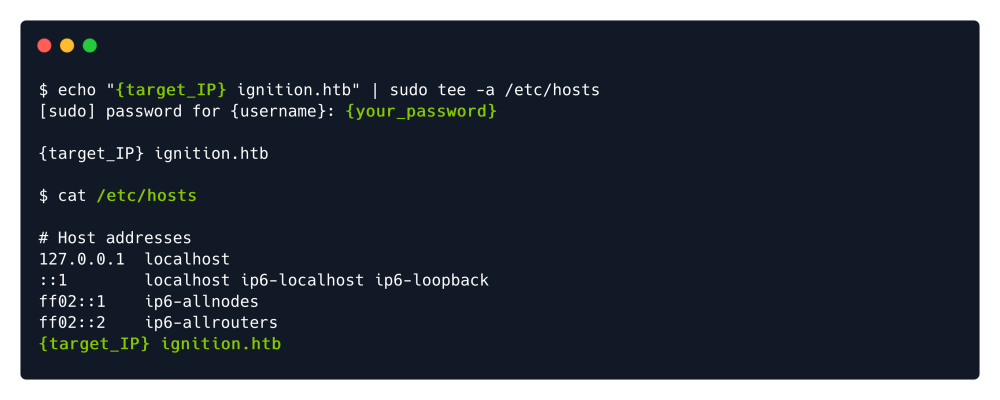 $ echo "{target_IP} ignition.htb" | sudo tee -a /etc/hosts
[sudo] password for {username}: {your_password}
{target_IP} ignition.htb
$ cat /etc/hosts
# Host addresses
127.0.0.1  localhost
::1        localhost ip6-localhost ip6-loopback
ff02::1    ip6-allnodes
ff02::2    ip6-allrouters
{target_IP} ignition.htb